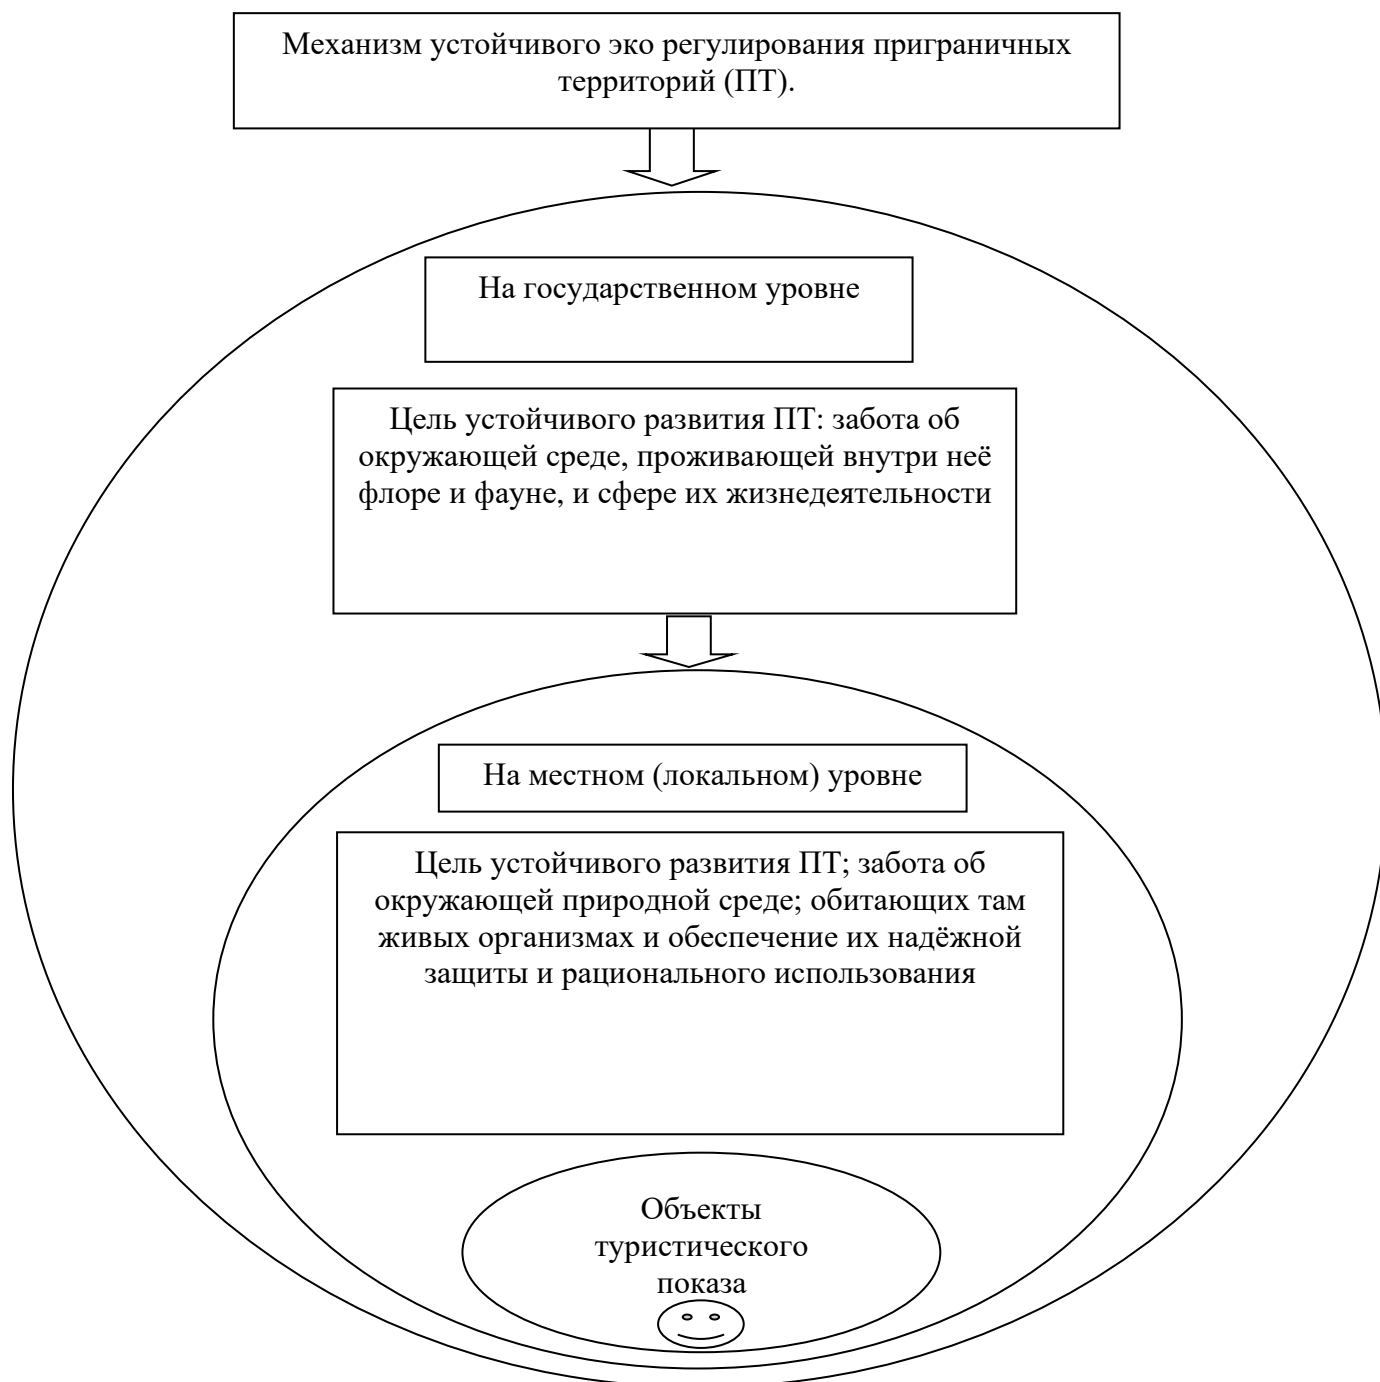 Механизм устойчивого эко регулирования приграничных
территорий (ПТ).
На государственном уровне
Цель устойчивого развития ПТ: забота об
окружающей среде, проживающей внутри неё
флоре и фауне, и сфере их жизнедеятельности
На местном (локальном) уровне
Цель устойчивого развития ПТ; забота об
окружающей природной среде; обитающих там
живых организмах и обеспечение их надёжной
защиты и рационального использования
Объекты
туристического
показа